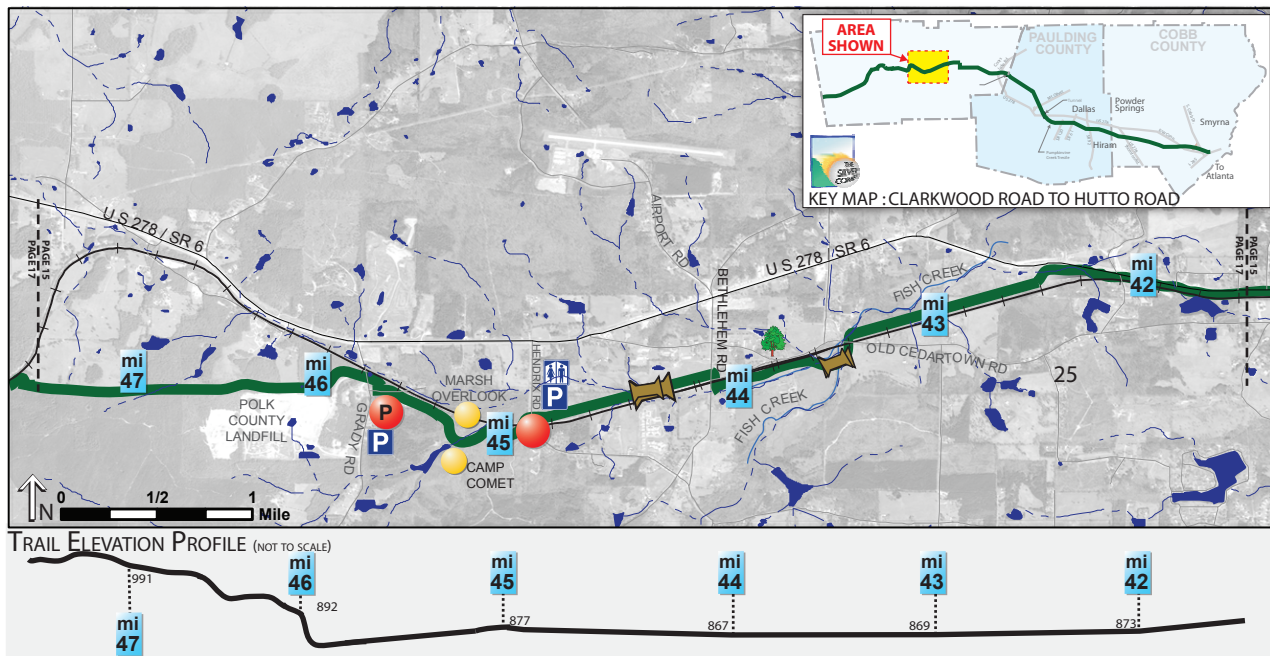 AREA
SHOWN
PAULDING
COUNTY
COBB
COUNTY
Dallas
Powder
Springs
Smyrna
Hiram
To
Atlanta
THE
SILVER
COMET
KEY MAP : CLARKWOOD ROAD TO HUTTO ROAD
U S 278 / SR 6
PAGE 15
PAGE 17
AIRPORT RD
BETHLEHEM RD
U S 278 / SR 6
FISH CREEK
PAGE 15
PAGE 17
mi
42
mi
43
OLD CEDARTOWN RD
25
mi
44
FISH CREEK
HENDRIX RD
P
MARSH
OVERLOOK
mi
45
CAMP
COMET
mi
46
mi
47
P
P
GRADY RD
POLK
COUNTY
LANDFILL
N
0 1/2 1
Mile
TRAIL ELEVATION PROFILE (NOT TO SCALE)
991
mi
47
mi
46
892
mi
45
877
mi
44
867
mi
43
869
mi
42
873